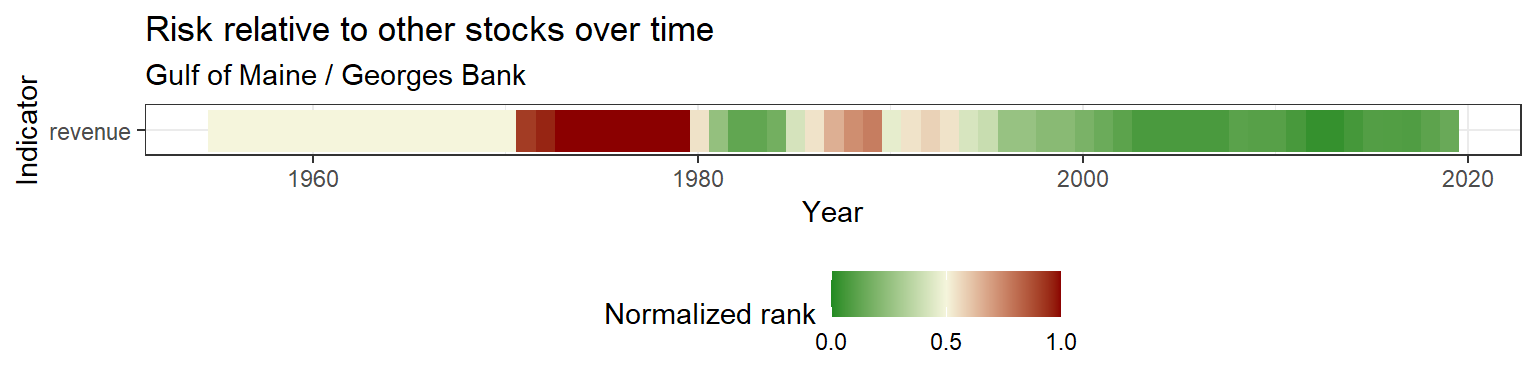 Risk relative to other stocks over time
Gulf of Maine / Georges Bank
Indicator
revenue
1960 1980 2000 2020
Year
Normalized rank
0.0 0.5 1.0